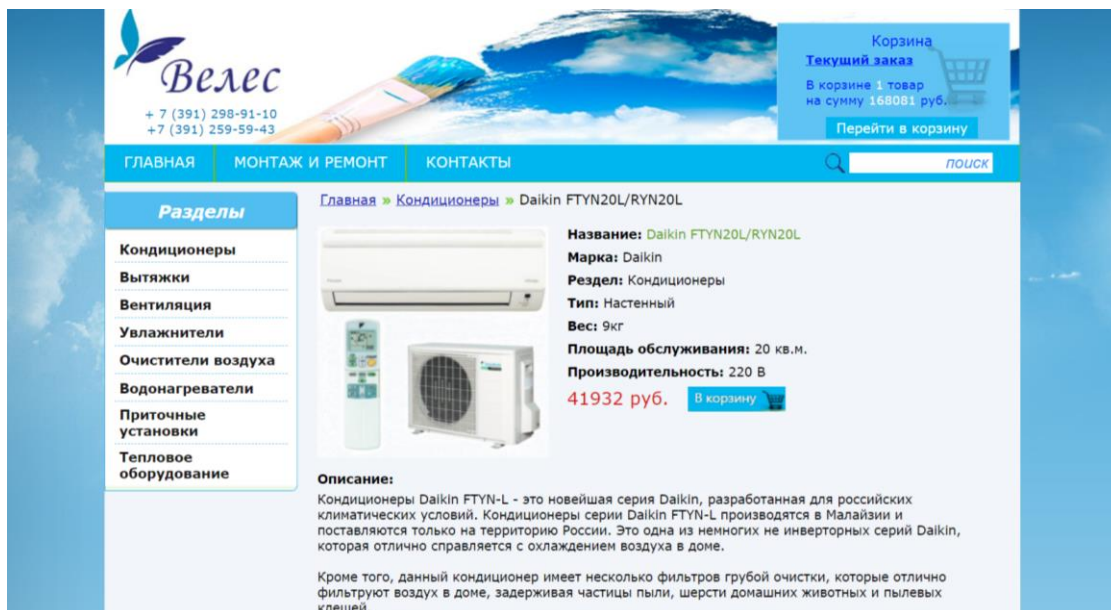 Велес
+ 7 (391) 298-91-10
+7 (391) 259-59-43
Корзина
Текущий заказ
В корзине 1 товар
на сумму 168081 руб.
Перейти в корзину
ГЛАВНАЯ МОНТАЖ И РЕМОНТ КОНТАКТЫ поиск
Разделы
Кондиционеры
Вытяжки
Вентиляция
Увлажнители
Очистители воздуха
Водонагреватели
Приточные
установки
Тепловое
оборудование
Главная » Кондиционеры » Daikin FTYN20L/RYN20L
Название: Daikin FTYN20L/RYN20L
Марка: Daikin
Рездел: Кондиционеры
Тип: Настенный
Вес: 9кг
Площадь обслуживания: 20 кв.м.
Производительность: 220 В
41932 руб. В корзину
Описание:
Кондиционеры Daikin FTYN-L - это новейшая серия Daikin, разработанная для российских
климатических условий. Кондиционеры серии Daikin FTYN-L производятся в Малайзии и
поставляются только на территорию России. Это одна из немногих не инверторных серий Daikin,
которая отлично справляется с охлаждением воздуха в доме.
Кроме того, данный кондиционер имеет несколько фильтров грубой очистки, которые отлично
фильтруют воздух в доме, задерживая частицы пыли, шерсти домашних животных и пылевых
клещей